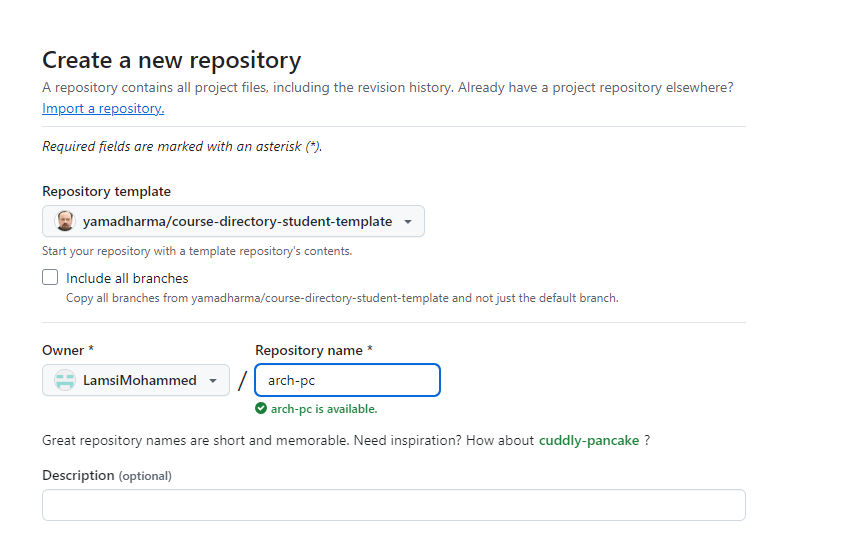 Create a new repository
A repository contains all project files, including the revision history. Already have a project repository elsewhere?
Import a repository.
Required fields are marked with an asterisk (*).
Repository template
yamadharma/course-directory-student-template
Start your repository with a template repository's contents.
Include all branches
Copy all branches from yamadharma/course-directory-student-template and not just the default branch.
Owner * Repository name *
LamsiMohammed / arch-pc
arch-pc is available.
Great repository names are short and memorable. Need inspiration? How about cuddly-pancake ?
Description (optional)